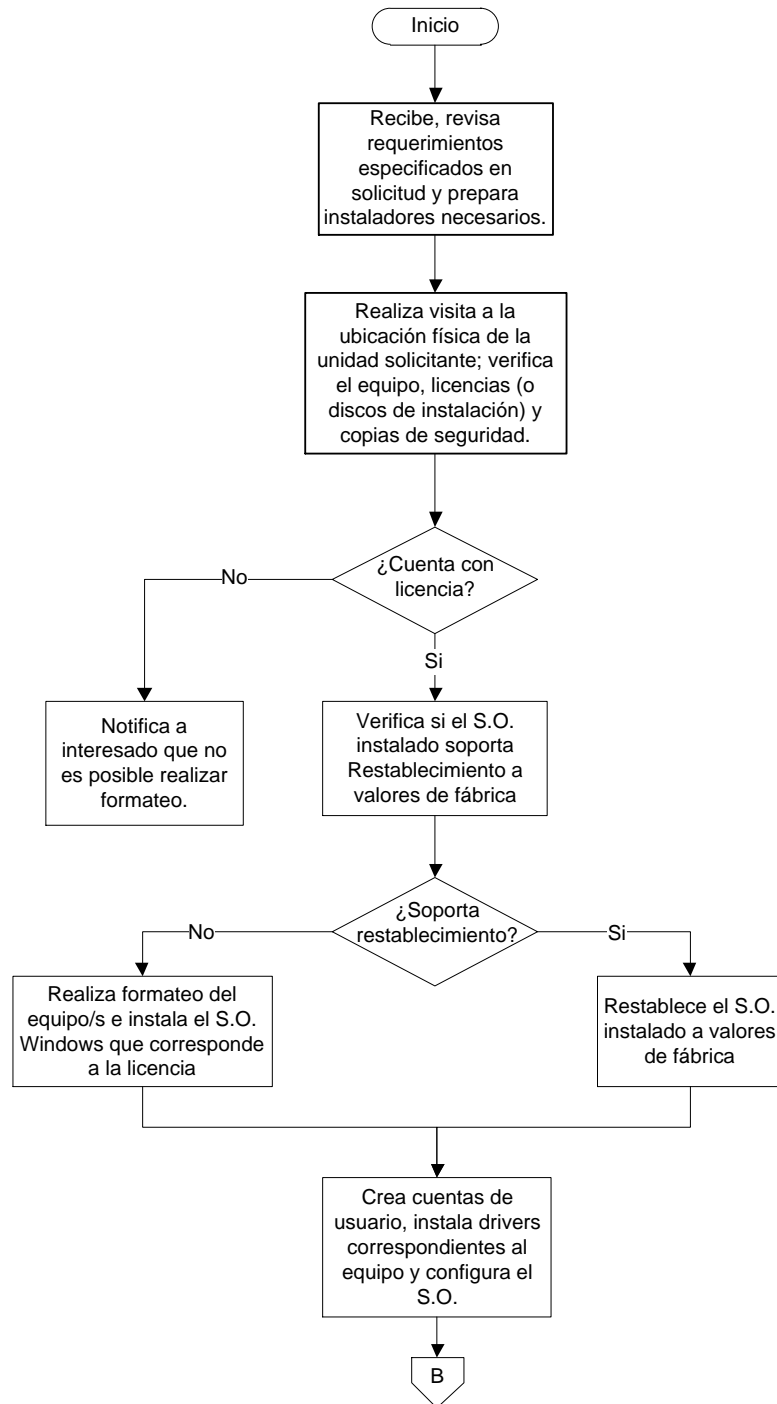 Inicio
Recibe, revisa
requerimientos
especificados en
solicitud y prepara
instaladores necesarios.
Realiza visita a la
ubicación física de la
unidad solicitante; verifica
el equipo, licencias (o
discos de instalación) y
copias de seguridad.
¿Cuenta con
licencia?
No
Si
Notifica a
interesado que no
es posible realizar
formateo.
Verifica si el S.O.
instalado soporta
Restablecimiento a
valores de fábrica
¿Soporta
restablecimiento?
No
Si
Realiza formateo del
equipo/s e instala el S.O.
Windows que corresponde
a la licencia
Restablece el S.O.
instalado a valores
de fábrica
Crea cuentas de
usuario, instala drivers
correspondientes al
equipo y configura el
S.O.
B